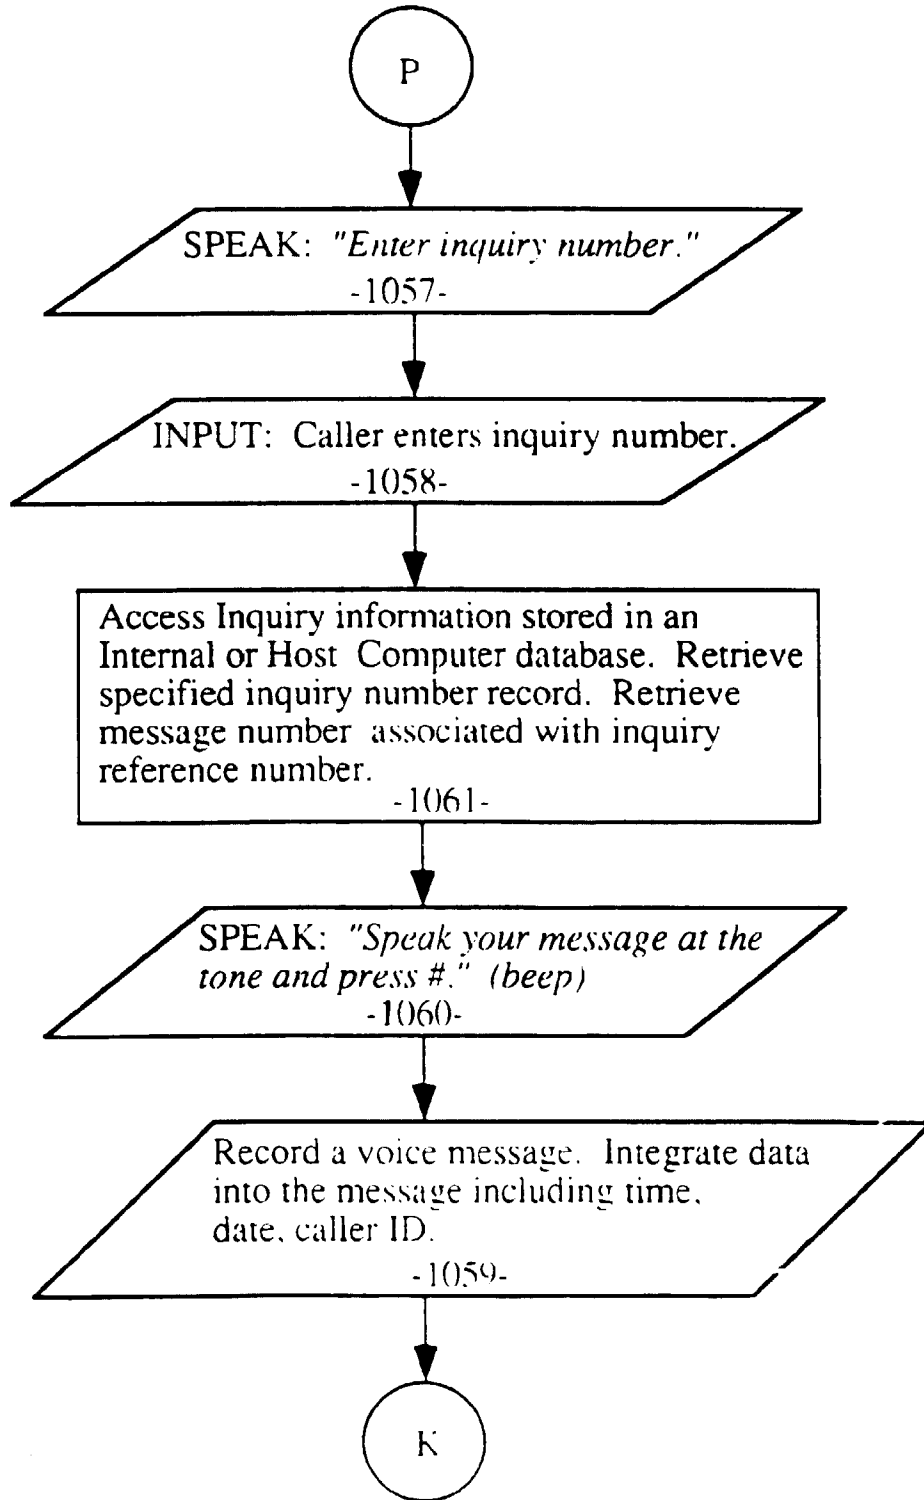 P
SPEAK: "Enter inquiry number."
-1057-
INPUT: Caller enters inquiry number.
-1058-
Access Inquiry information stored in an
Internal or Host Computer database. Retrieve
specified inquiry number record. Retrieve
message number associated with inquiry
reference number.
-1061-
SPEAK: "Speak your message at the
tone and press #." (beep)
-1060-
Record a voice message. Integrate data
into the message including time,
date, caller ID.
-1059-
K